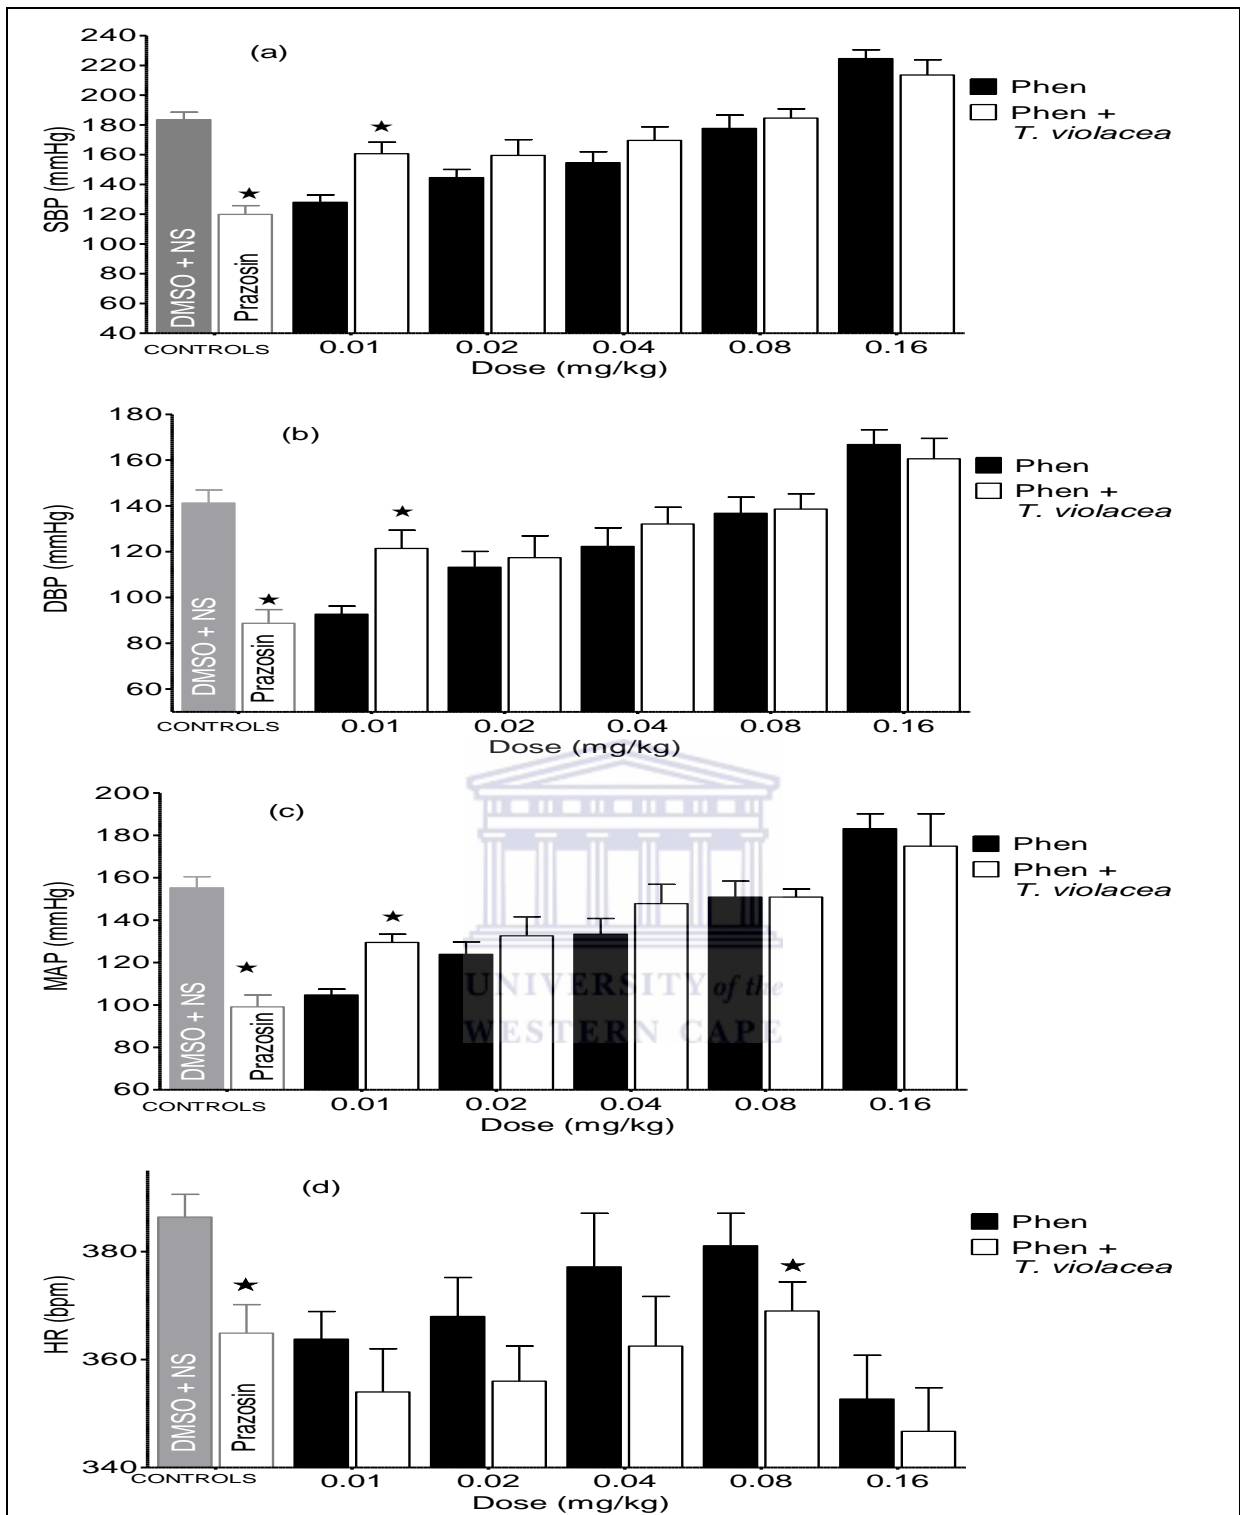 (a)
SBP (mmHg)
240
220
200
180
160
140
120
100
80
60
40
DMSO + NS
Prazosin
★
★
Phen
Phen +
T. violacea
CONTROLS
0.01
0.02
0.04
0.08
0.16
Dose (mg/kg)
(b)
DBP (mmHg)
180
160
140
120
100
80
60
DMSO + NS
Prazosin
★
★
Phen
Phen +
T. violacea
CONTROLS
0.01
0.02
0.04
0.08
0.16
Dose (mg/kg)
(c)
MAP (mmHg)
200
180
160
140
120
100
80
60
DMSO + NS
Prazosin
★
★
Phen
Phen +
T. violacea
UNIVERSITY of the
WESTERN CAPE
CONTROLS
0.01
0.02
0.04
0.08
0.16
Dose (mg/kg)
(d)
HR (bpm)
380
360
340
DMSO + NS
Prazosin
★
★
Phen
Phen +
T. violacea
CONTROLS
0.01
0.02
0.04
0.08
0.16
Dose (mg/kg)